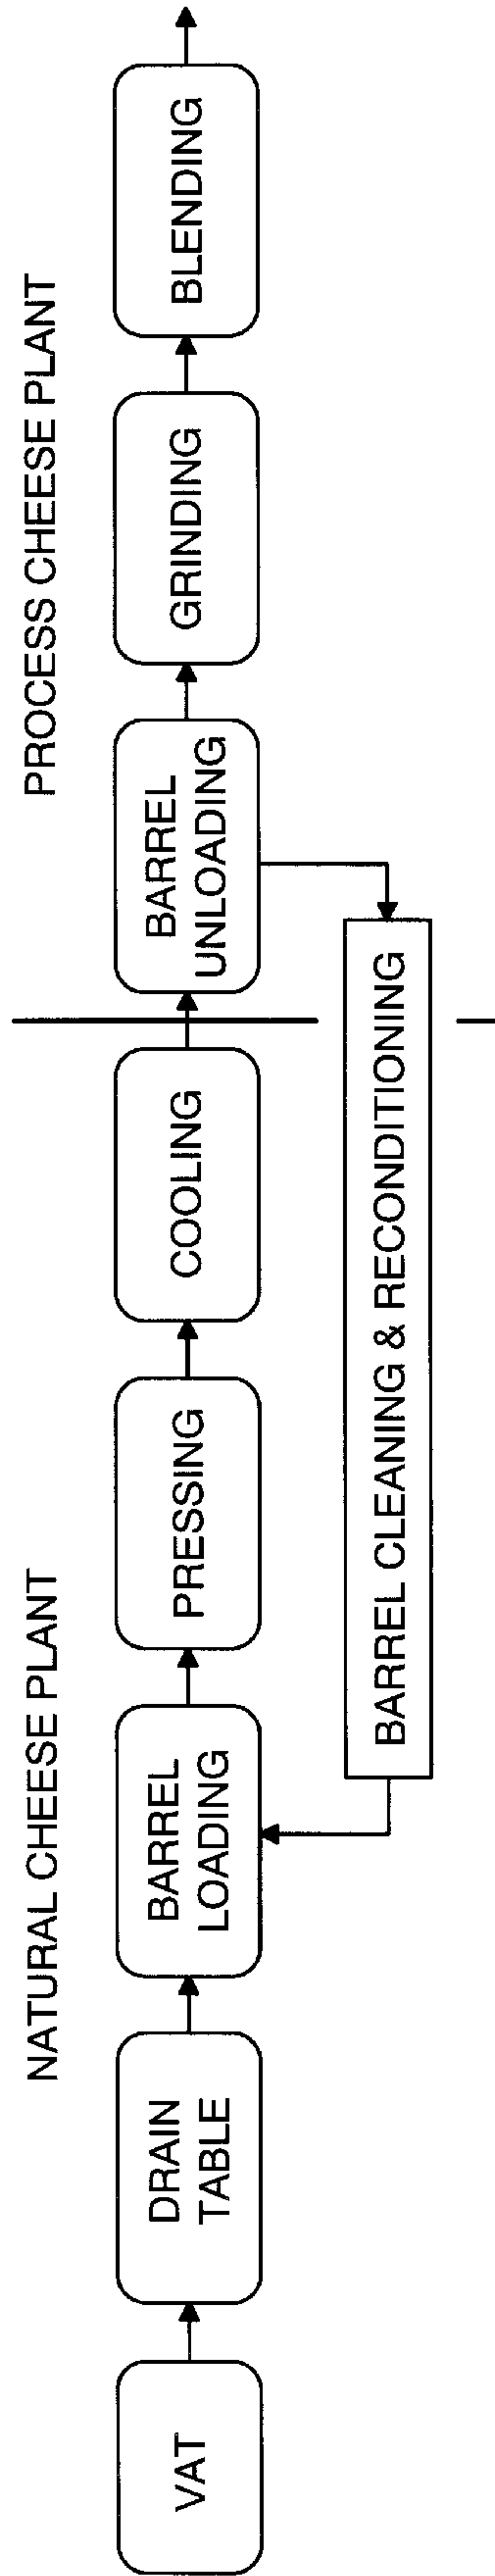 NATURAL CHEESE PLANT
PROCESS CHEESE PLANT
VAT
DRAIN
TABLE
BARREL
LOADING
PRESSING
COOLING
BARREL
UNLOADING
GRINDING
BLENDING
BARREL CLEANING & RECONDITIONING